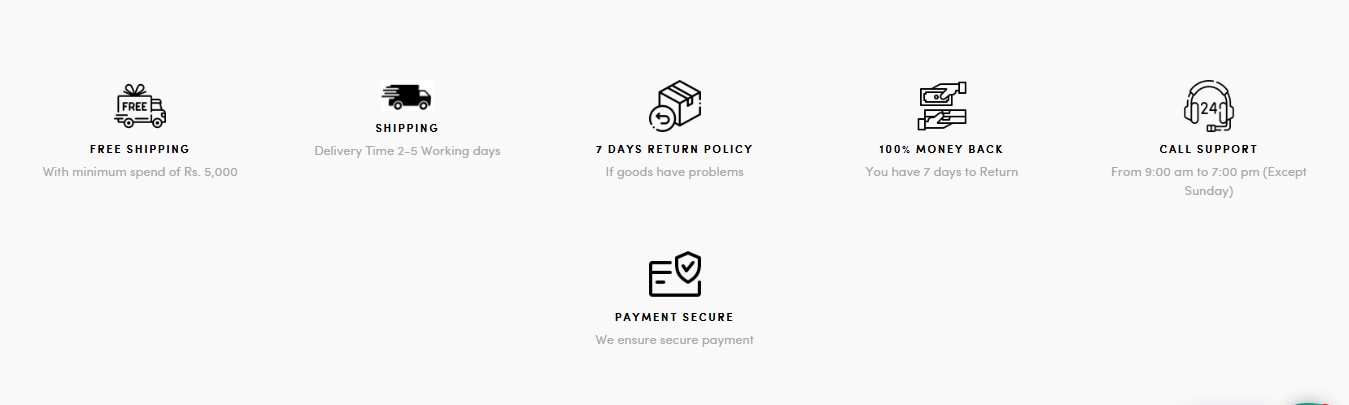 FREE
FREE SHIPPING
With minimum spend of Rs. 5,000
SHIPPING
Delivery Time 2-5 Working days
7 DAYS RETURN POLICY
If goods have problems
100% MONEY BACK
You have 7 days to Return
24
CALL SUPPORT
From 9:00 am to 7:00 pm (Except
Sunday)
PAYMENT SECURE
We ensure secure payment